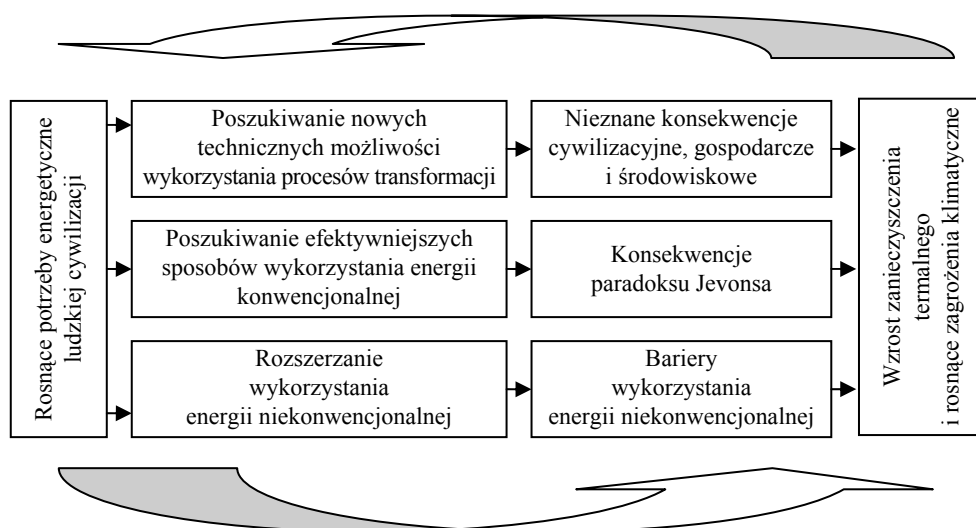 Rosnące potrzeby energetyczne
ludzkiej cywilizacji
Poszukiwanie nowych
technicznych możliwości
wykorzystania procesów transformacji
Nieznane konsekwencje
cywilizacyjne, gospodarcze
i środowiskowe
Poszukiwanie efektywniejszych
sposobów wykorzystania energii
konwencjonalnej
Konsekwencje
paradoksu Jevonsa
Rozszerzanie
wykorzystania
energii niekonwencjonalnej
Bariery
wykorzystania
energii niekonwencjonalnej
Wzrost zanieczyszczenia
termalnego
i rosnące zagrożenia klimatyczne